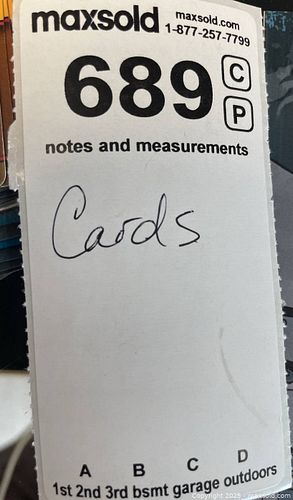 maxsold maxsold.com
1-877-257-7799
689 C
P
notes and measurements
Cards
A B C D
1st 2nd 3rd bsmt garage outdoors
Copyright 2025 - maxsold.com